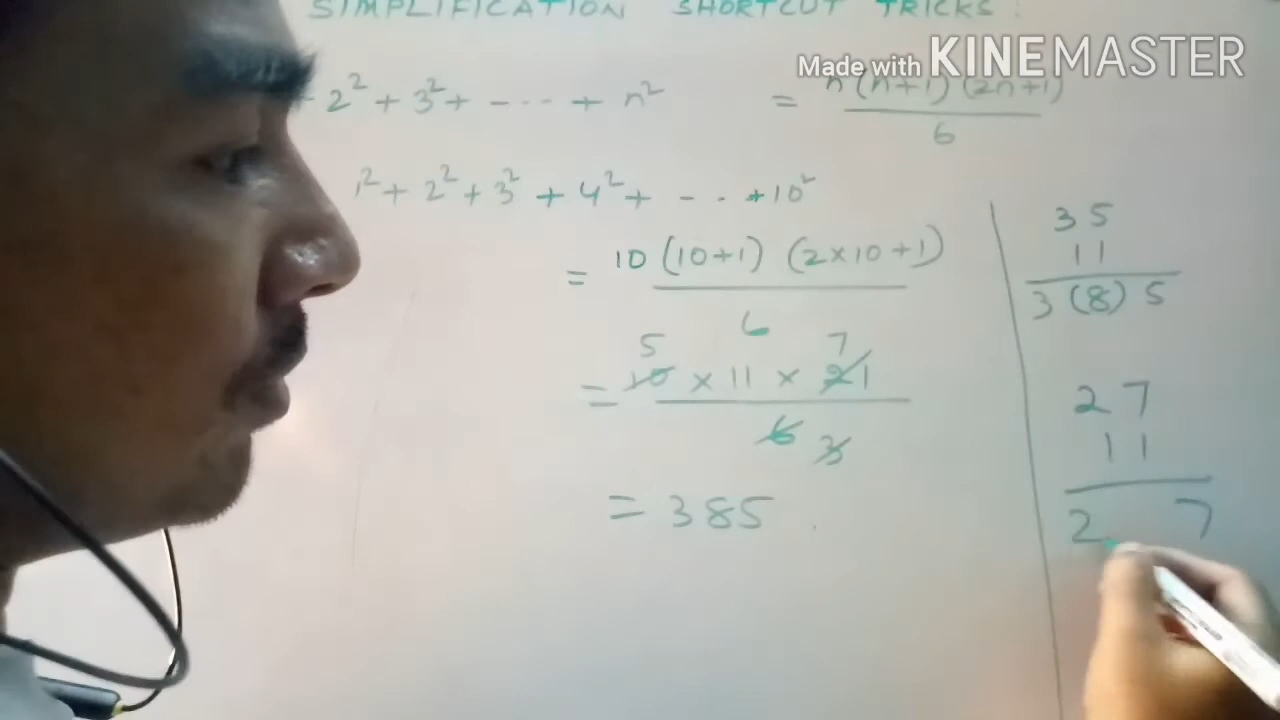 SIMPLIFICATION SHORTCUT TRICKS :
Made with KINEMASTER
2² + 3² + - - - - + n² = n(n+1) (2n+1)
6
1² + 2² + 3² + 4² + - - - + 10²
= 10 (10+1) (2×10+1)
6
5 7
= 10 × 11 × 21
6 3
= 385
35
11
3 (8) 5
27
11
2 7